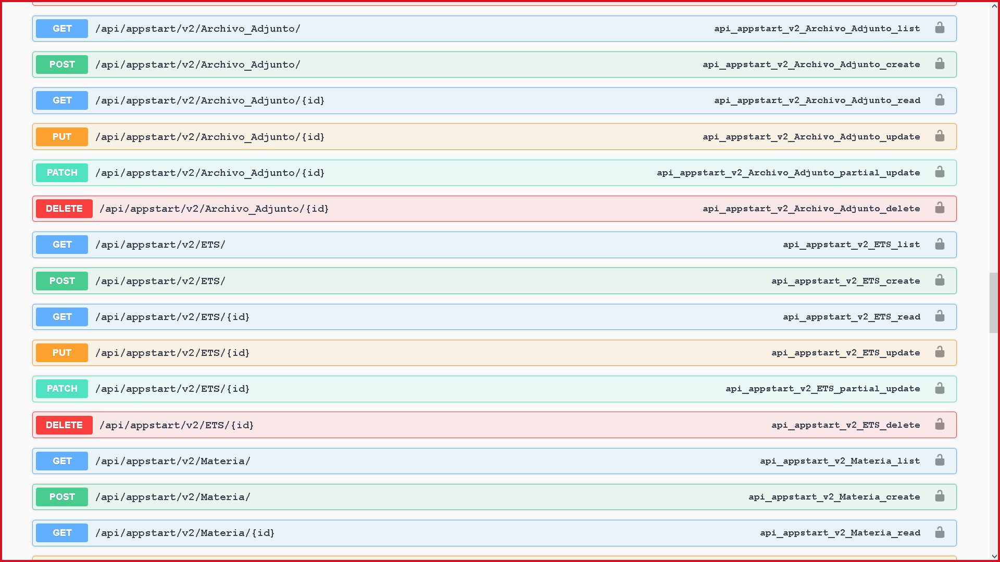 GET /api/appstart/v2/Archivo_Adjunto/ api_appstart_v2_Archivo_Adjunto_list
POST /api/appstart/v2/Archivo_Adjunto/ api_appstart_v2_Archivo_Adjunto_create
GET /api/appstart/v2/Archivo_Adjunto/{id} api_appstart_v2_Archivo_Adjunto_read
PUT /api/appstart/v2/Archivo_Adjunto/{id} api_appstart_v2_Archivo_Adjunto_update
PATCH /api/appstart/v2/Archivo_Adjunto/{id} api_appstart_v2_Archivo_Adjunto_partial_update
DELETE /api/appstart/v2/Archivo_Adjunto/{id} api_appstart_v2_Archivo_Adjunto_delete
GET /api/appstart/v2/ETS/ api_appstart_v2_ETS_list
POST /api/appstart/v2/ETS/ api_appstart_v2_ETS_create
GET /api/appstart/v2/ETS/{id} api_appstart_v2_ETS_read
PUT /api/appstart/v2/ETS/{id} api_appstart_v2_ETS_update
PATCH /api/appstart/v2/ETS/{id} api_appstart_v2_ETS_partial_update
DELETE /api/appstart/v2/ETS/{id} api_appstart_v2_ETS_delete
GET /api/appstart/v2/Materia/ api_appstart_v2_Materia_list
POST /api/appstart/v2/Materia/ api_appstart_v2_Materia_create
GET /api/appstart/v2/Materia/{id} api_appstart_v2_Materia_read